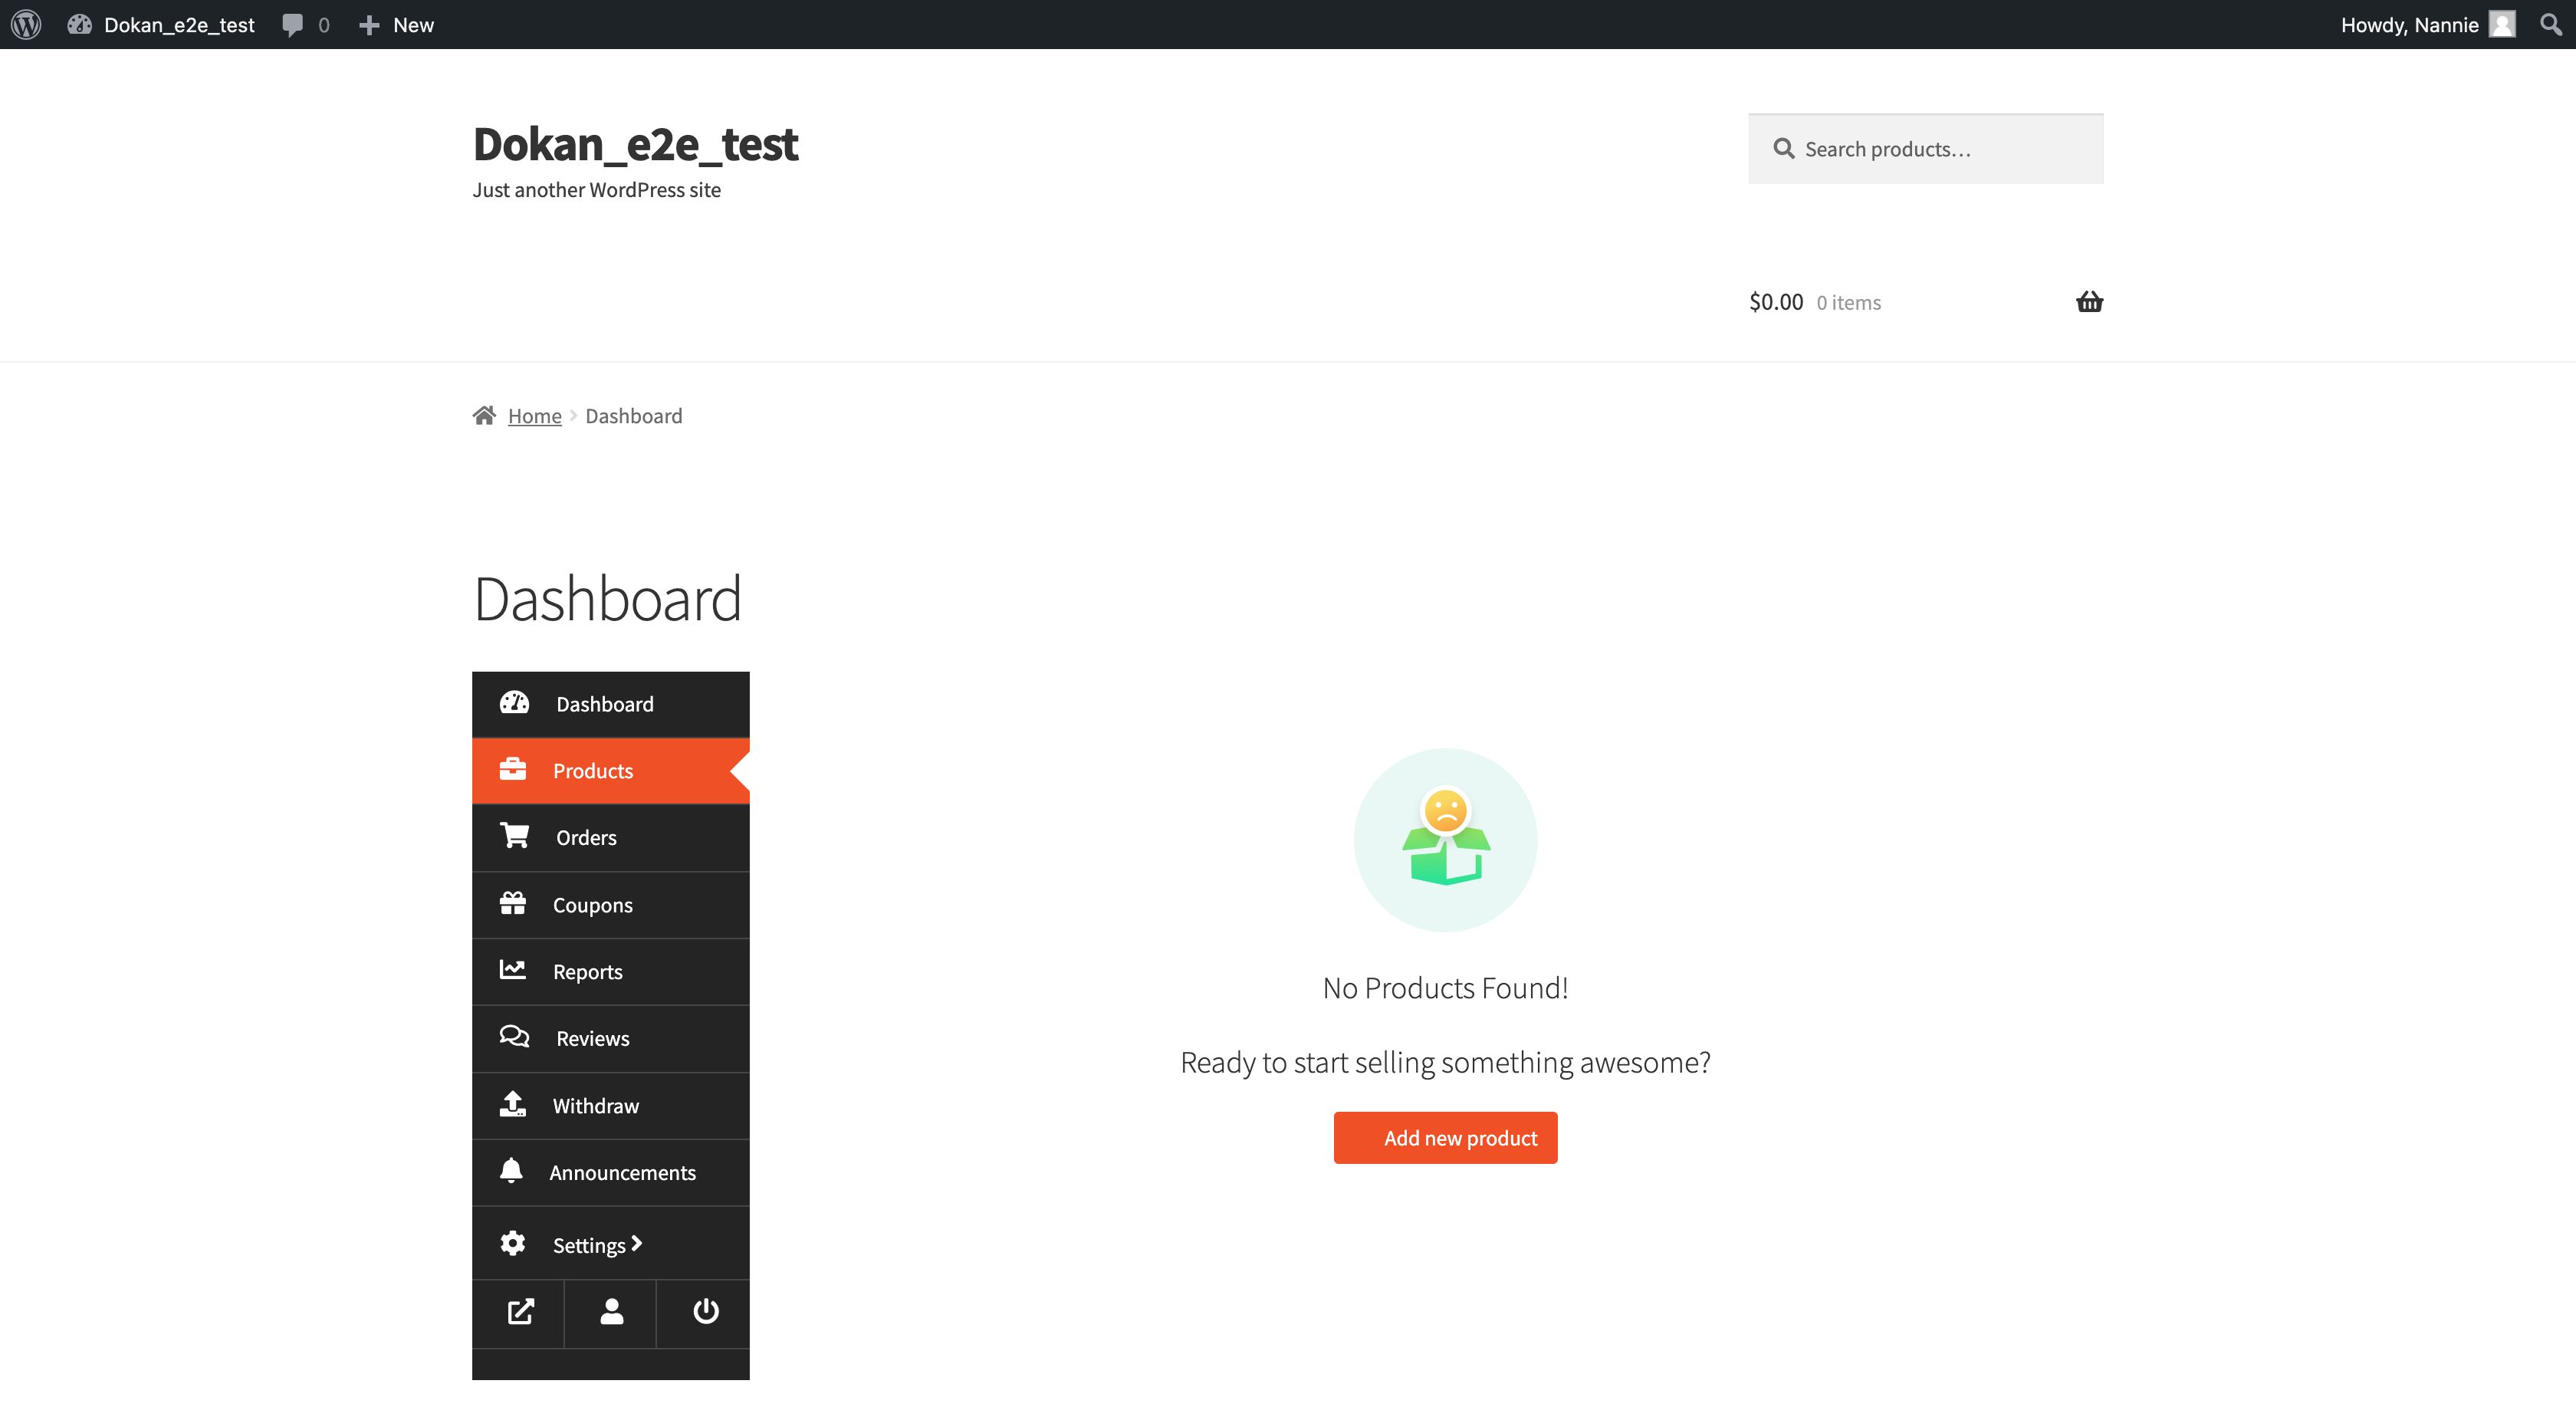 Dokan_e2e_test 0 New Howdy, Nannie
Dokan_e2e_test
Just another WordPress site
Search products…
$0.00 0 items
Home Dashboard
Dashboard
Dashboard
Products
Orders
Coupons
Reports
Reviews
Withdraw
Announcements
Settings
No Products Found!
Ready to start selling something awesome?
Add new product